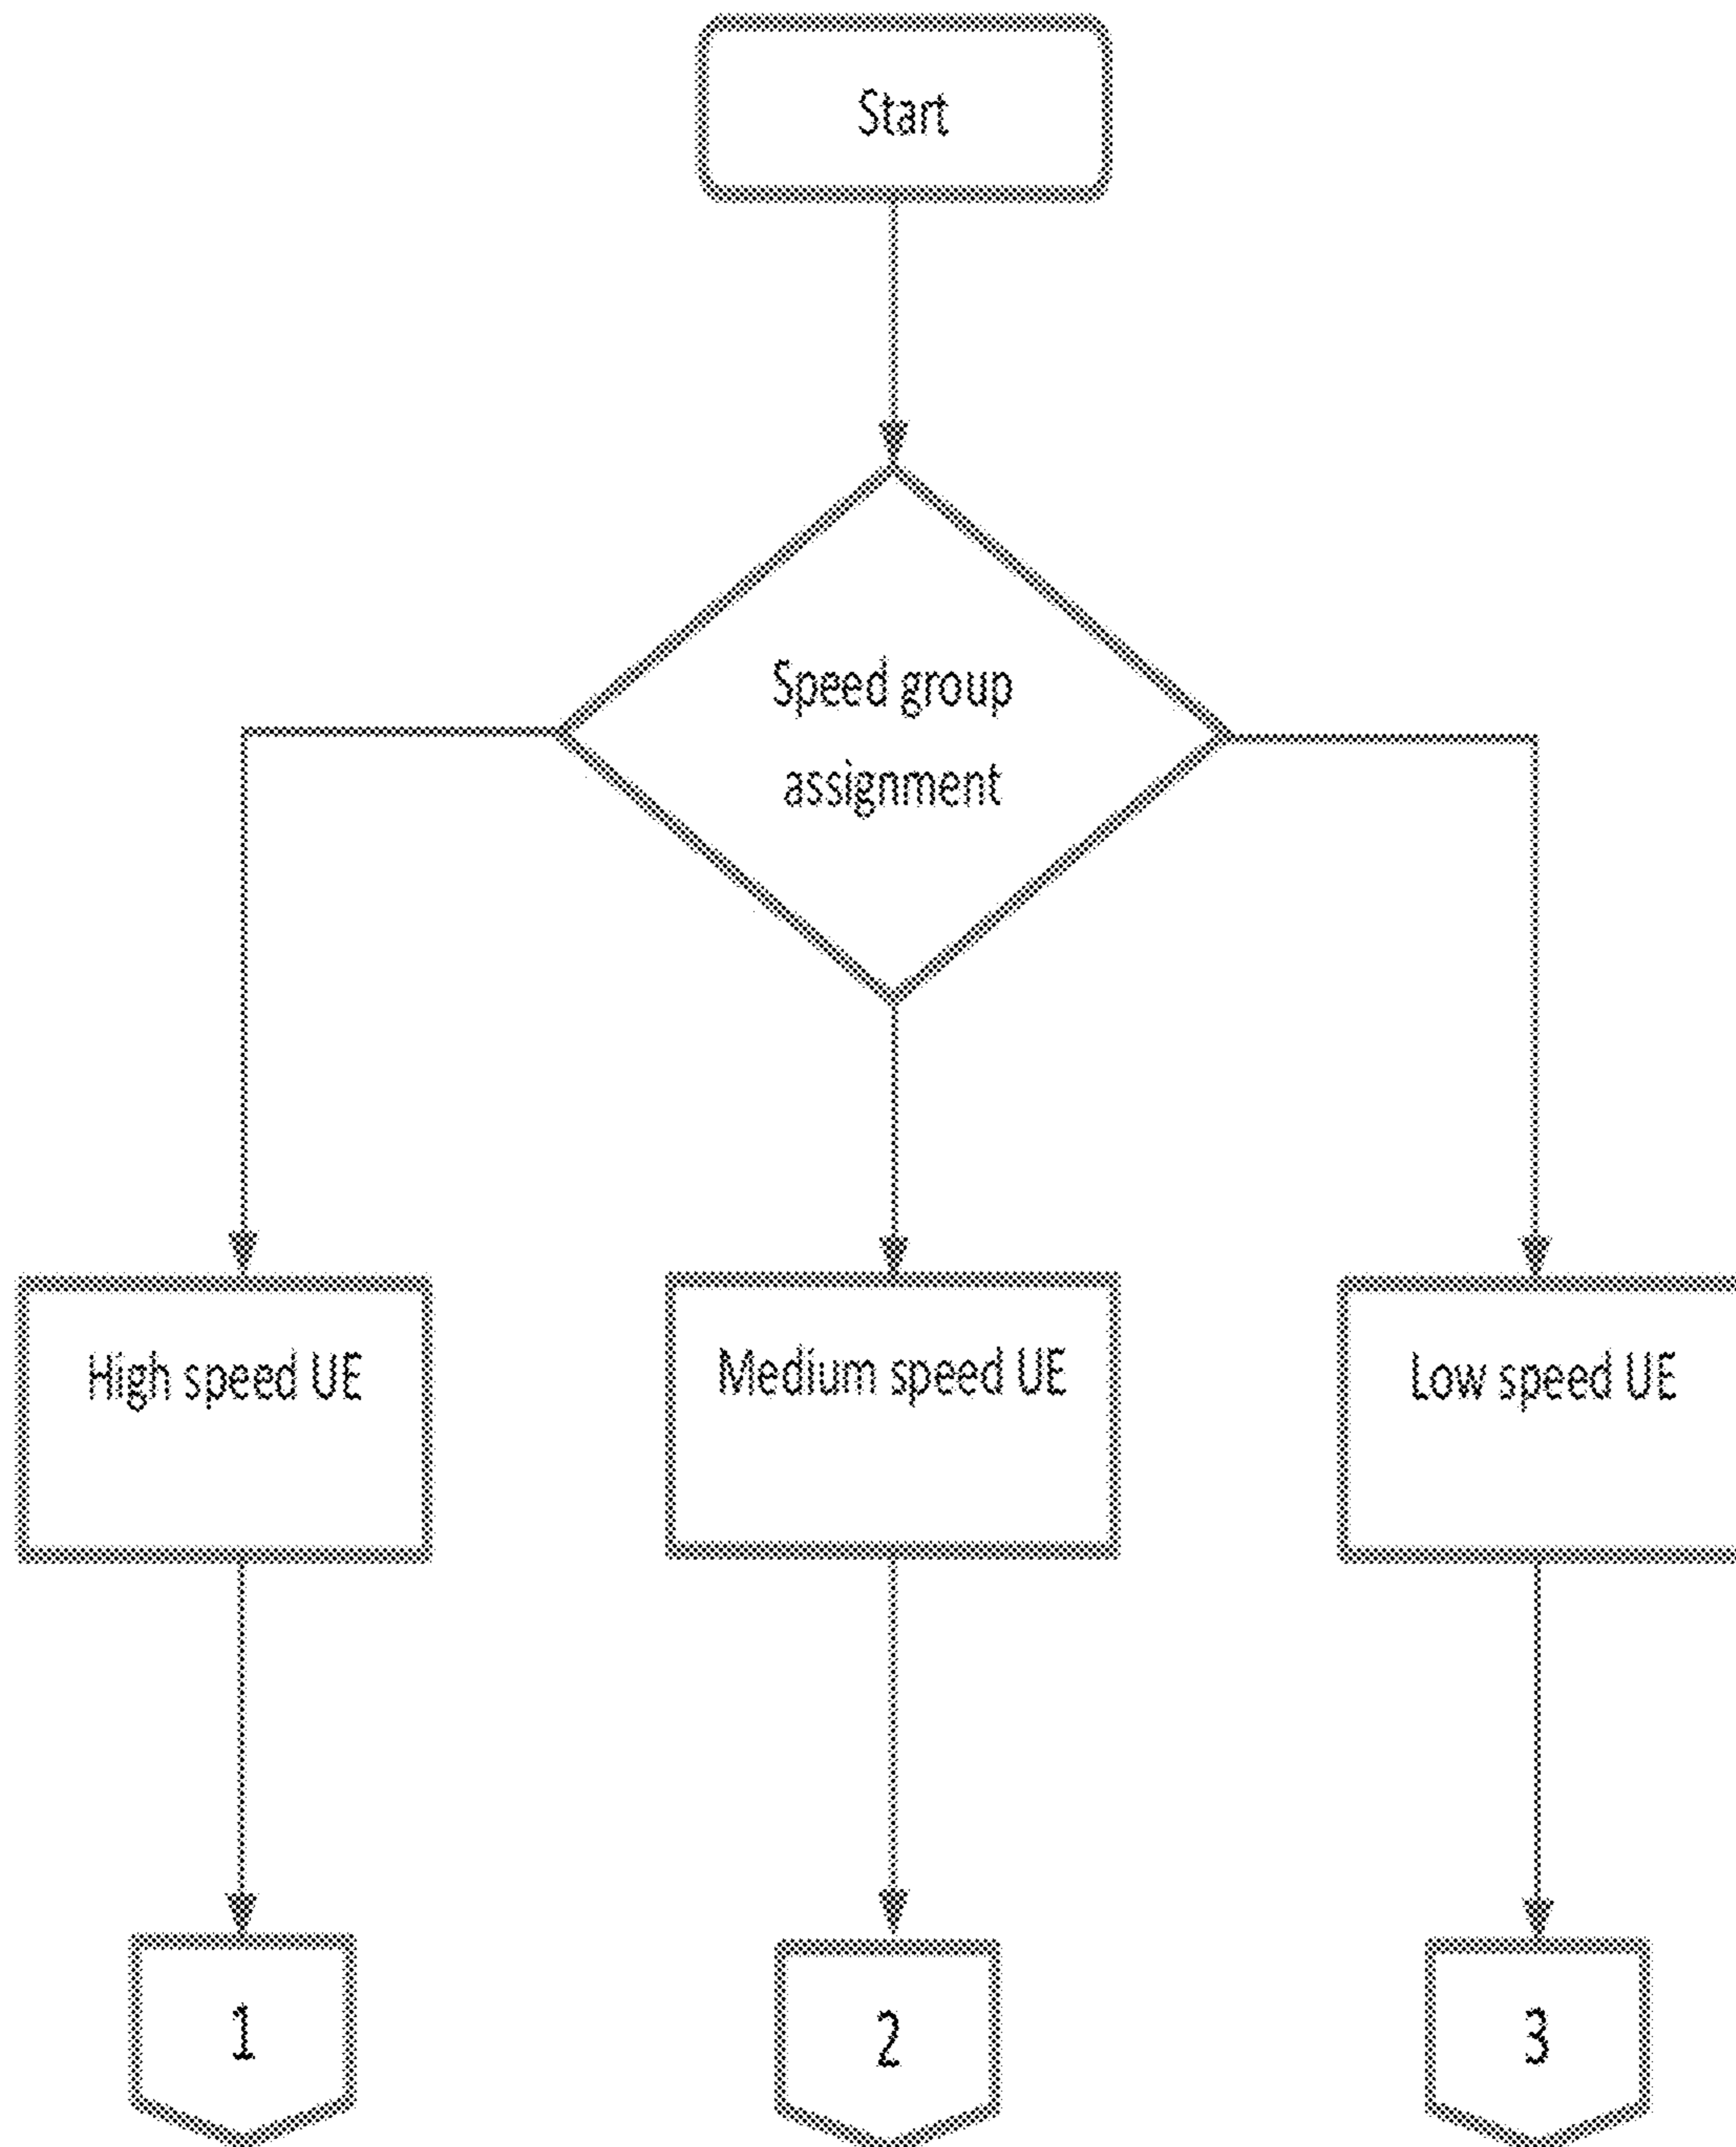 Start
Speed group
assignment
High speed UE
Medium speed UE
Low speed UE
1
2
3